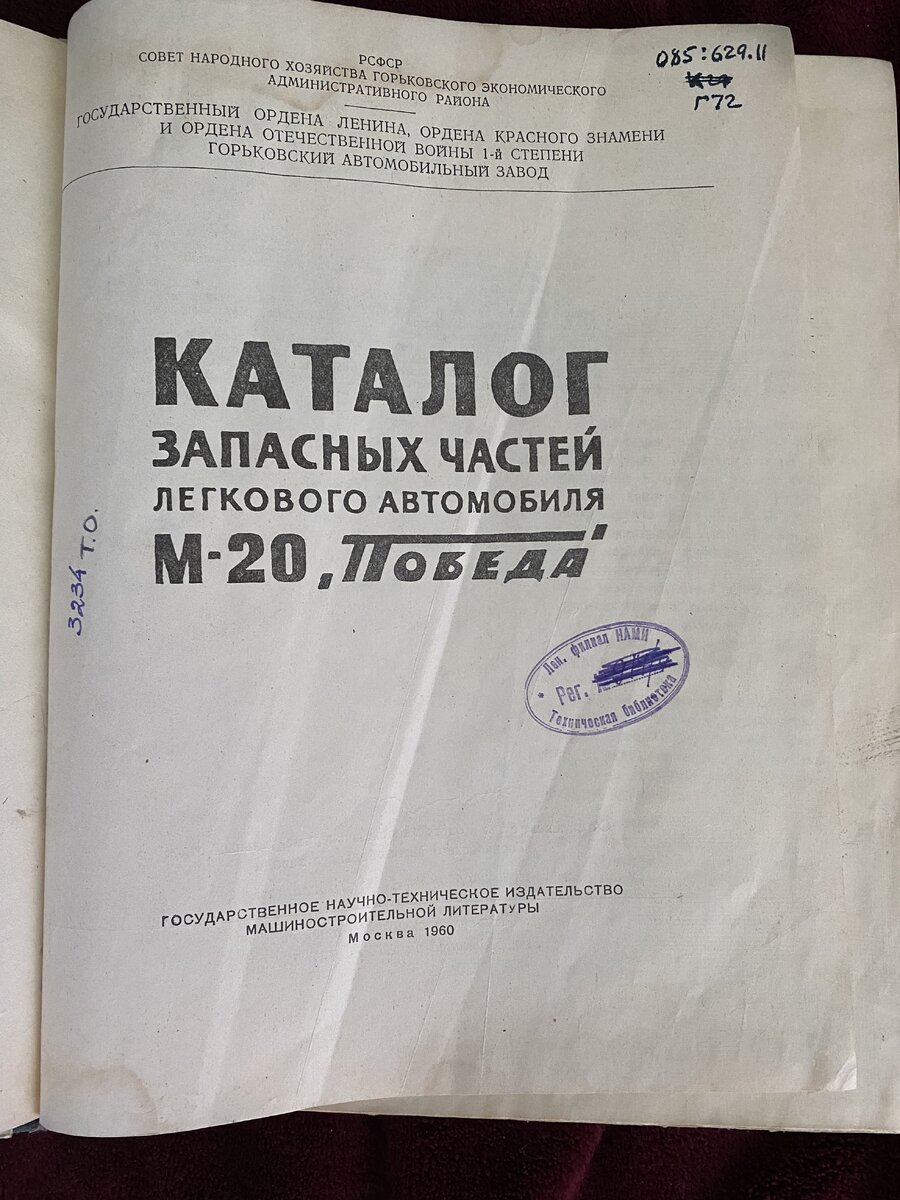 РСФСР
СОВЕТ НАРОДНОГО ХОЗЯЙСТВА ГОРЬКОВСКОГО ЭКОНОМИЧЕСКОГО
АДМИНИСТРАТИВНОГО РАЙОНА
ГОСУДАРСТВЕННЫЙ ОРДЕНА ЛЕНИНА, ОРДЕНА КРАСНОГО ЗНАМЕНИ
И ОРДЕНА ОТЕЧЕСТВЕННОЙ ВОЙНЫ 1-й СТЕПЕНИ
ГОРЬКОВСКИЙ АВТОМОБИЛЬНЫЙ ЗАВОД
085:629.11
Г72
КАТАЛОГ
ЗАПАСНЫХ ЧАСТЕЙ
ЛЕГКОВОГО АВТОМОБИЛЯ
М-20 „ПОБЕДА"
3234 Т.О.
Лен. филиал НАМИ
Рег.
Техническая библиотека
ГОСУДАРСТВЕННОЕ НАУЧНО-ТЕХНИЧЕСКОЕ ИЗДАТЕЛЬСТВО
МАШИНОСТРОИТЕЛЬНОЙ ЛИТЕРАТУРЫ
Москва 1960